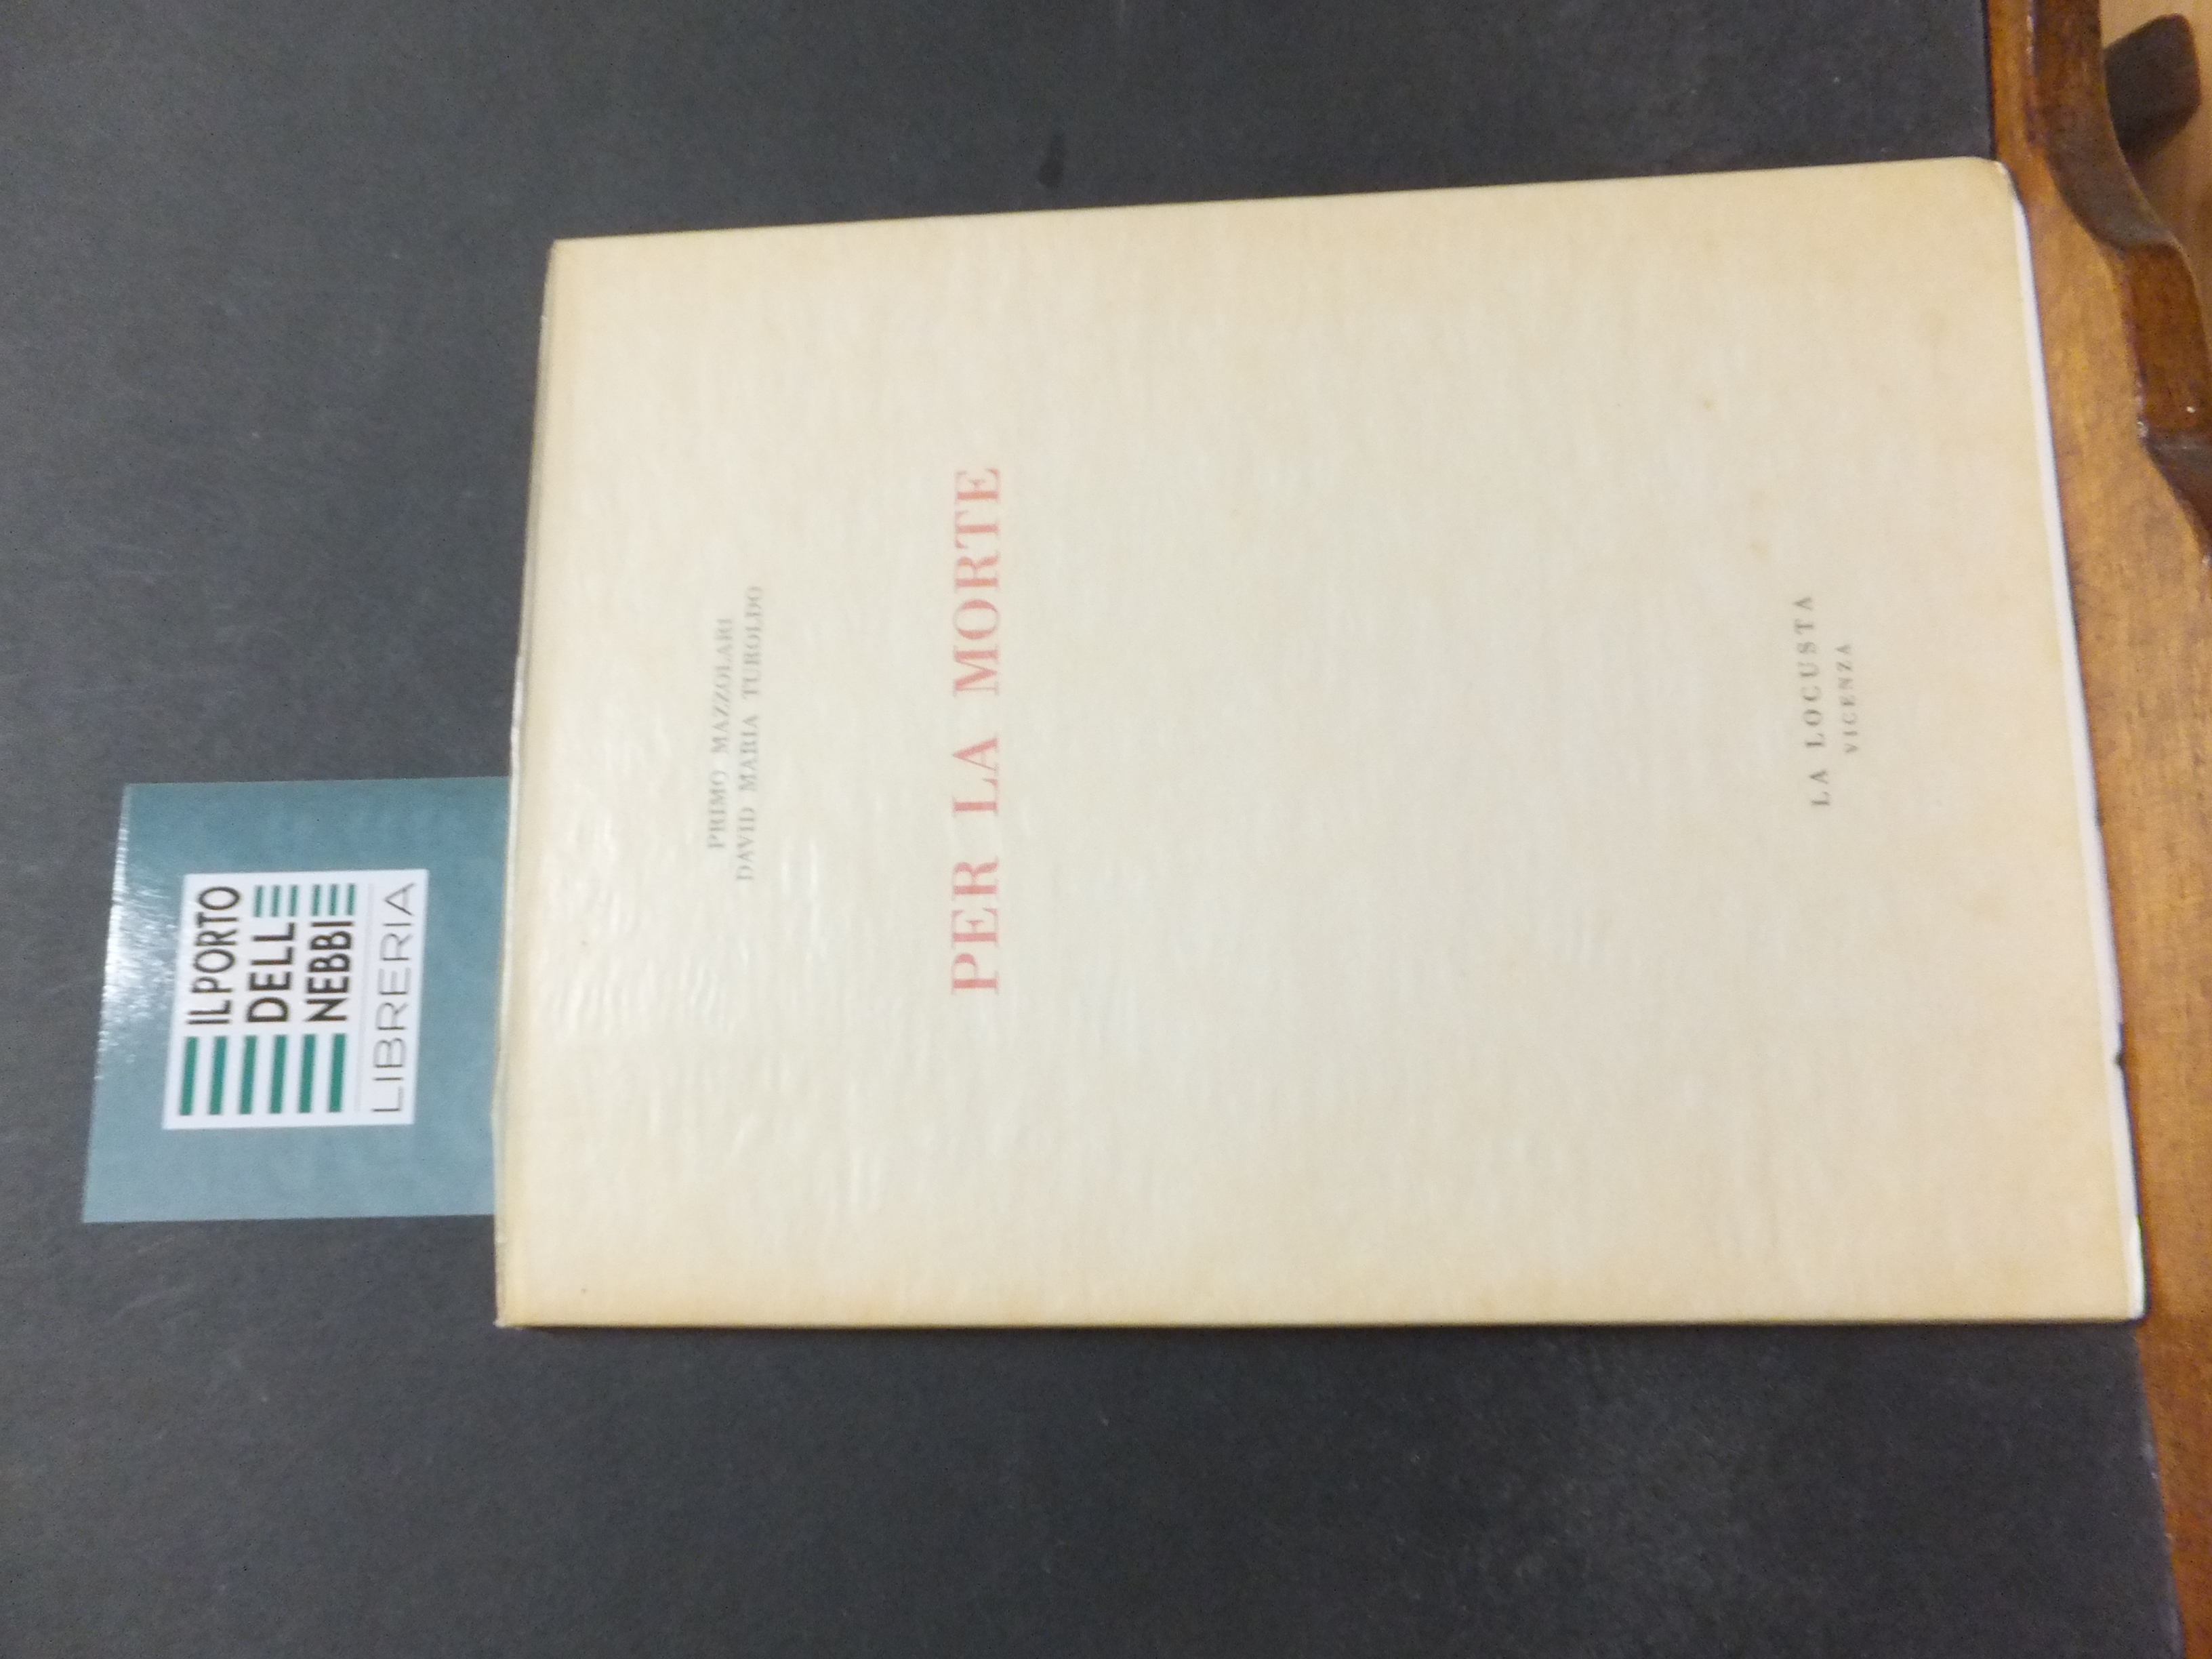 IL PORTO
DELLE
NEBBIE
LIBRERIA
PRIMO MAZZOLARI
DAVID MARIA TUROLDO
PER LA MORTE
LA LOCUSTA
VICENZA